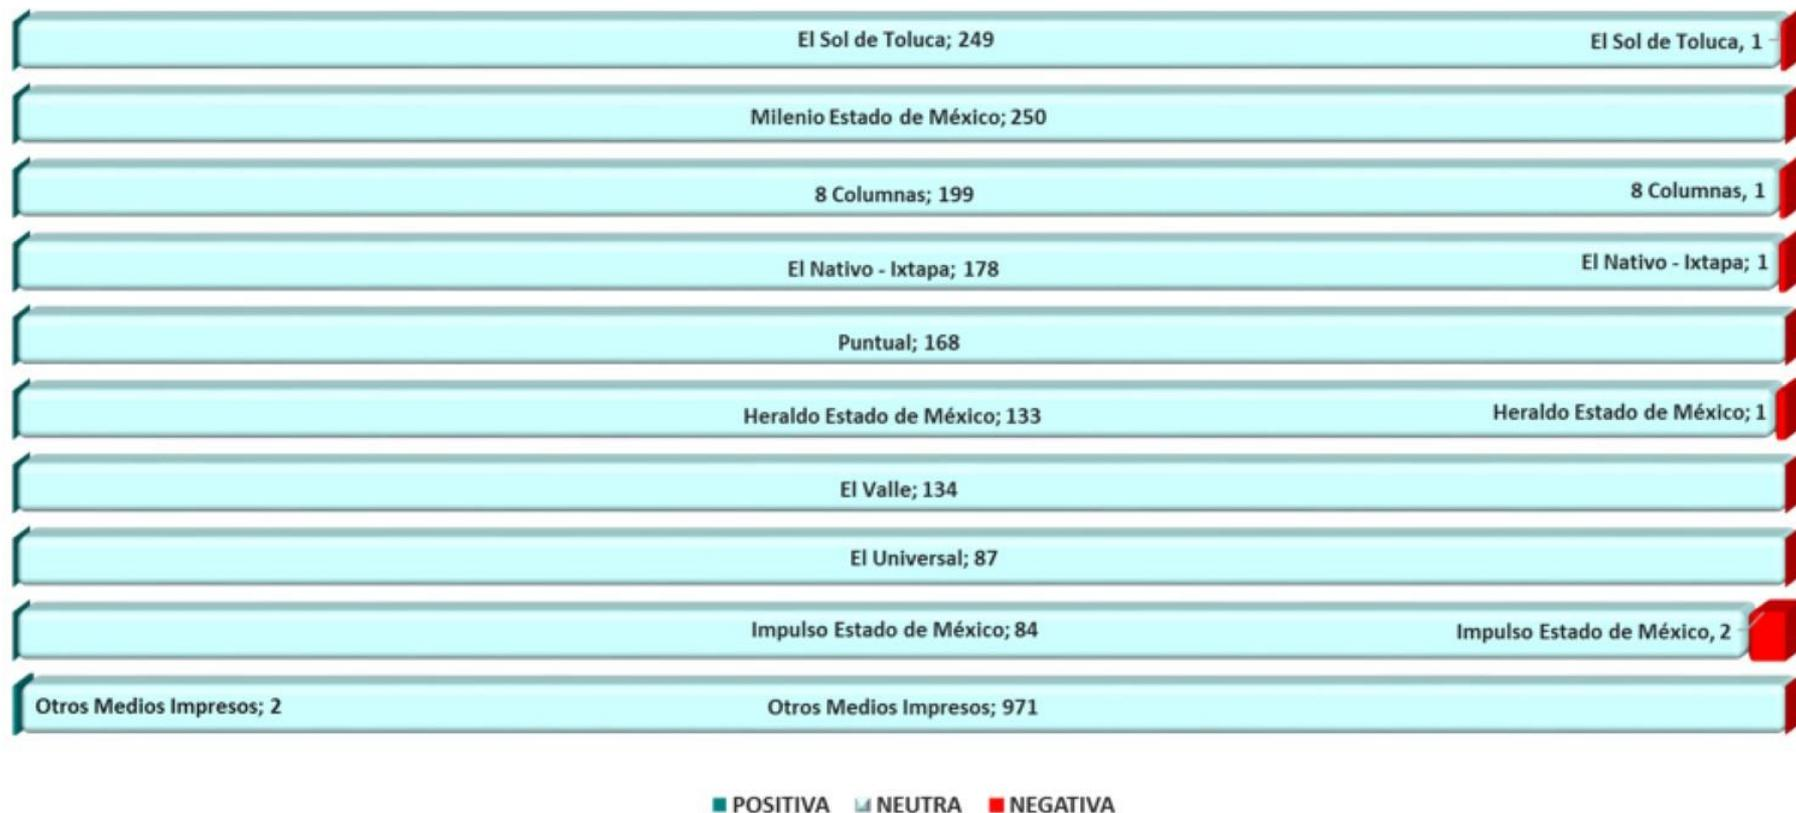 El Sol de Toluca; 249
El Sol de Toluca, 1
Milenio Estado de México; 250
8 Columnas; 199
8 Columnas, 1
El Nativo - Ixtapa; 178
El Nativo - Ixtapa; 1
Puntual; 168
Heraldo Estado de México; 133
Heraldo Estado de México; 1
El Valle; 134
El Universal; 87
Impulso Estado de México; 84
Impulso Estado de México, 2
Otros Medios Impresos; 2
Otros Medios Impresos; 971
POSITIVA NEUTRA NEGATIVA